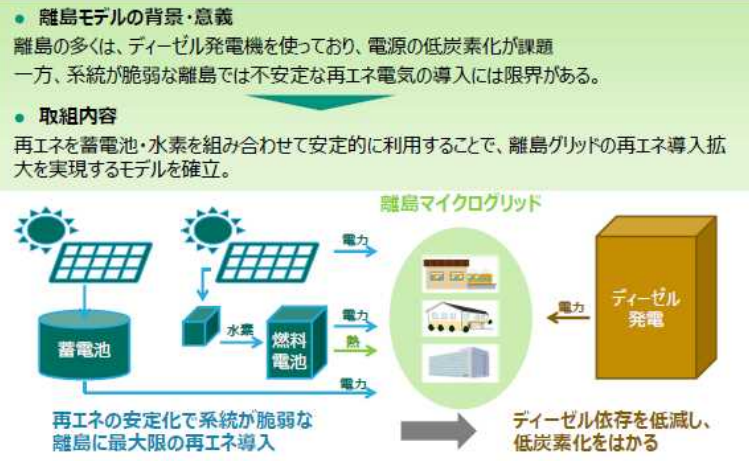 ● 離島モデルの背景・意義
離島の多くは、ディーゼル発電機を使っており、電源の低炭素化が課題
一方、系統が脆弱な離島では不安定な再エネ電気の導入には限界がある。
● 取組内容
再エネを蓄電池・水素を組み合わせて安定的に利用することで、離島グリッドの再エネ導入拡
大を実現するモデルを確立。
離島マイクログリッド
電力
水素
電力
熱
電力
蓄電池
燃料
電池
電力
ディーゼル
発電
再エネの安定化で系統が脆弱な
離島に最大限の再エネ導入
ディーゼル依存を低減し、
低炭素化をはかる